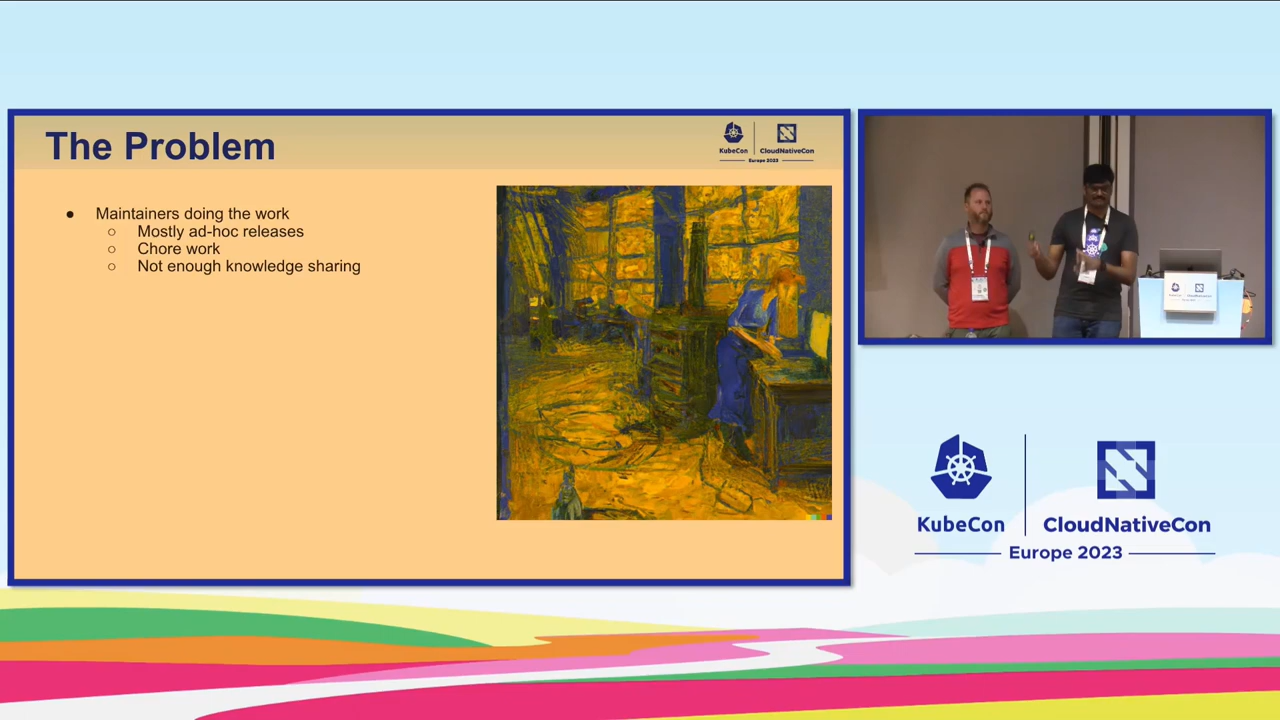 The Problem
KubeCon
CloudNativeCon
Europe 2023
● Maintainers doing the work
○ Mostly ad-hoc releases
○ Chore work
○ Not enough knowledge sharing
KubeCon
CloudNativeCon
Europe 2023